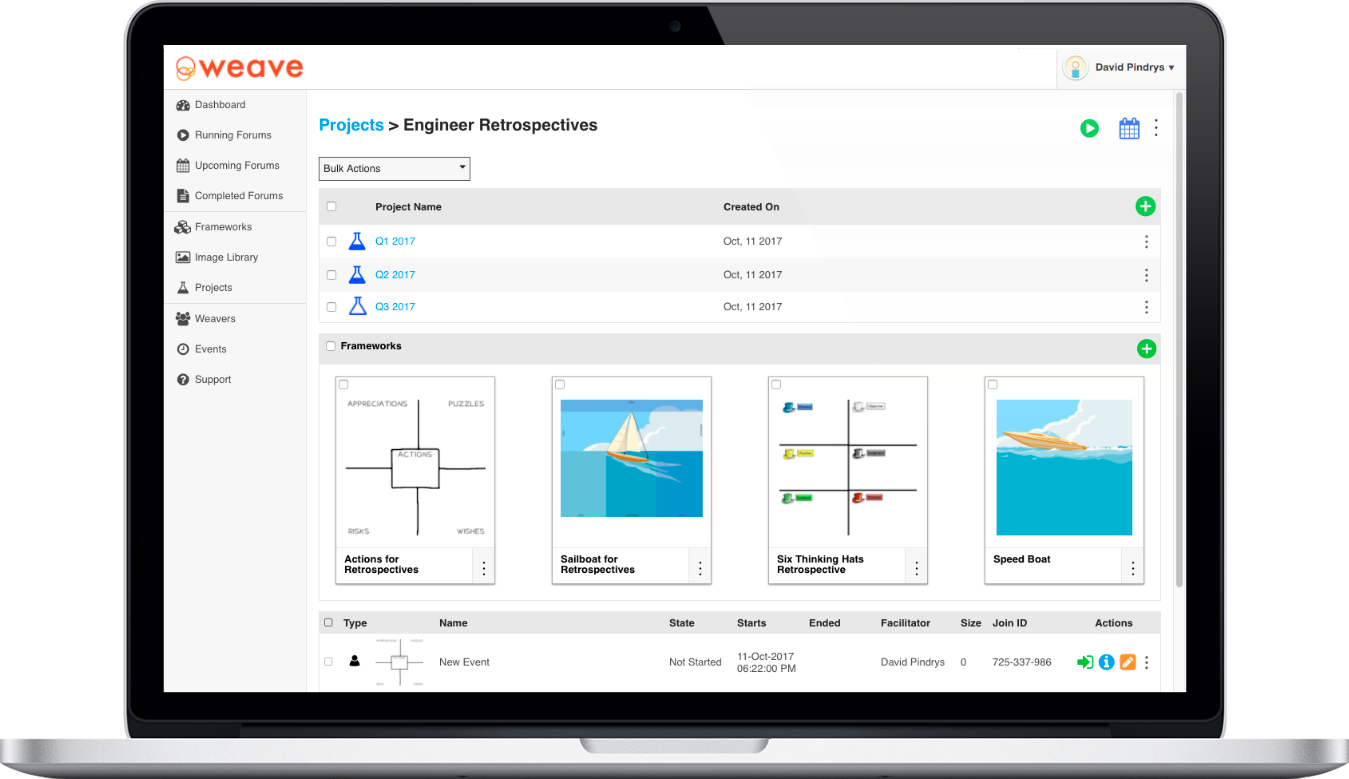 weave
David Pindrys
Dashboard
Running Forums
Upcoming Forums
Completed Forums
Frameworks
Image Library
Projects
Weavers
Events
Support
Projects > Engineer Retrospectives
Bulk Actions
Project Name Created On
Q1 2017 Oct, 11 2017
Q2 2017 Oct, 11 2017
Q3 2017 Oct, 11 2017
Frameworks
APPRECIATIONS PUZZLES
ACTIONS
RISKS WISHES
Actions for
Retrospectives
Sailboat for
Retrospectives
Six Thinking Hats
Retrospective
Speed Boat
Type Name State Starts Ended Facilitator Size Join ID Actions
New Event Not Started 11-Oct-2017
06:22:00 PM David Pindrys 0 725-337-986